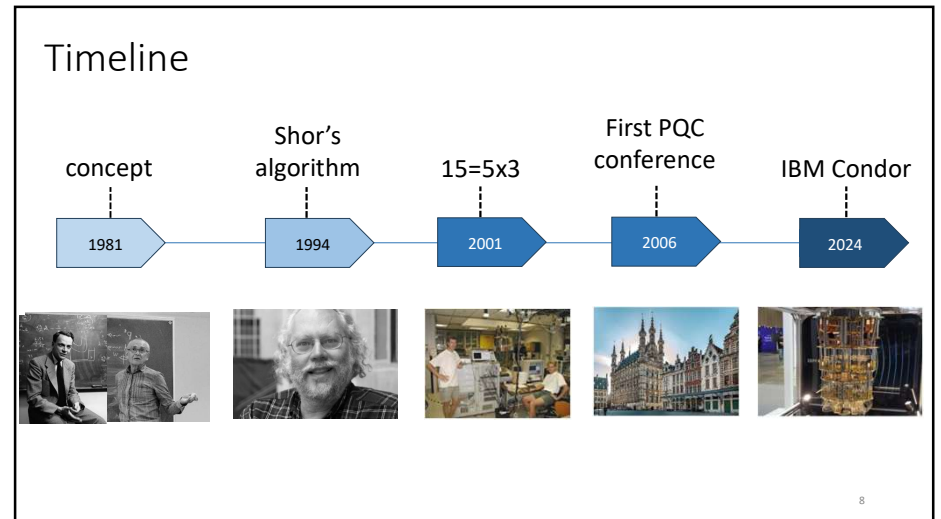 Timeline
concept
Shor’s
algorithm
15=5x3
First PQC
conference
IBM Condor
1981
1994
2001
2006
2024
8